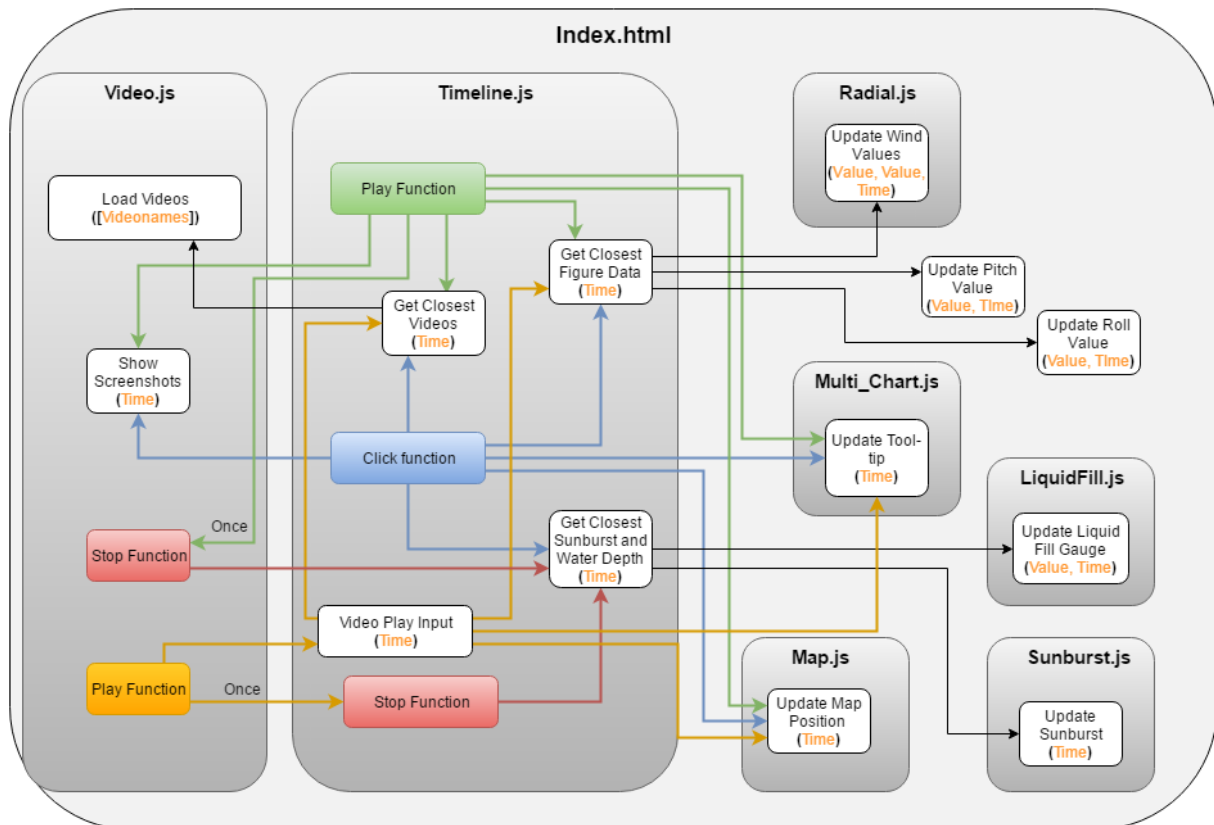 Index.html
Video.js
Timeline.js
Radial.js
Update Wind
Values
(Value, Value,
Time)
Load Videos
([Videonames])
Play Function
Get Closest
Figure Data
(Time)
Update Pitch
Value
(Value, TIme)
Get Closest
Videos
(Time)
Update Roll
Value
(Value, TIme)
Show
Screenshots
(Time)
Multi_Chart.js
Update Tool-
tip
(Time)
Click function
LiquidFill.js
Update Liquid
Fill Gauge
(Value, Time)
Once
Stop Function
Get Closest
Sunburst and
Water Depth
(Time)
Video Play Input
(Time)
Play Function
Once
Stop Function
Map.js
Update Map
Position
(Time)
Sunburst.js
Update
Sunburst
(Time)